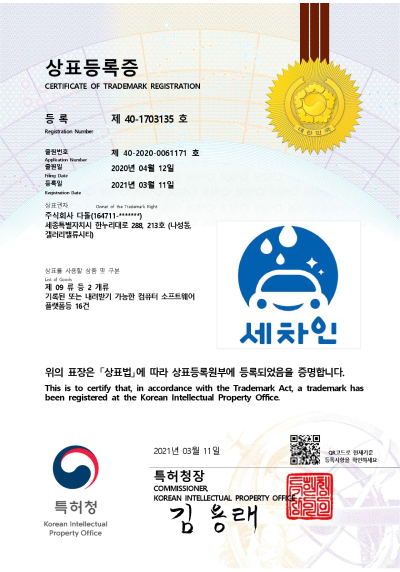 상표등록증
CERTIFICATE OF TRADEMARK REGISTRATION
등 록 제 40-1703135 호
Registration Number
출원번호 제 40-2020-0061171 호
Application Number
출원일 2020년 04월 12일
Filing Date
등록일 2021년 03월 11일
Registration Date
상표권자 Owner of the Trademark Right
주식회사 다돌(164711-*******)
세종특별자치시 한누리대로 288, 213호 (나성동,
갤러리밸류시티)
상표를 사용할 상품 및 구분
List of Goods
제 09 류 등 2 개류
기록된 또는 내려받기 가능한 컴퓨터 소프트웨어
플랫폼등 16건
세차인
위의 표장은 「상표법」에 따라 상표등록원부에 등록되었음을 증명합니다.
This is to certify that, in accordance with the Trademark Act, a trademark has
been registered at the Korean Intellectual Property Office.
2021년 03월 11일
QR코드로 현재기준
등록사항을 확인하세요
특허청장
COMMISSIONER,
KOREAN INTELLECTUAL PROPERTY OFFICE
김용래
특허청
Korean Intellectual
Property Office
대한민국